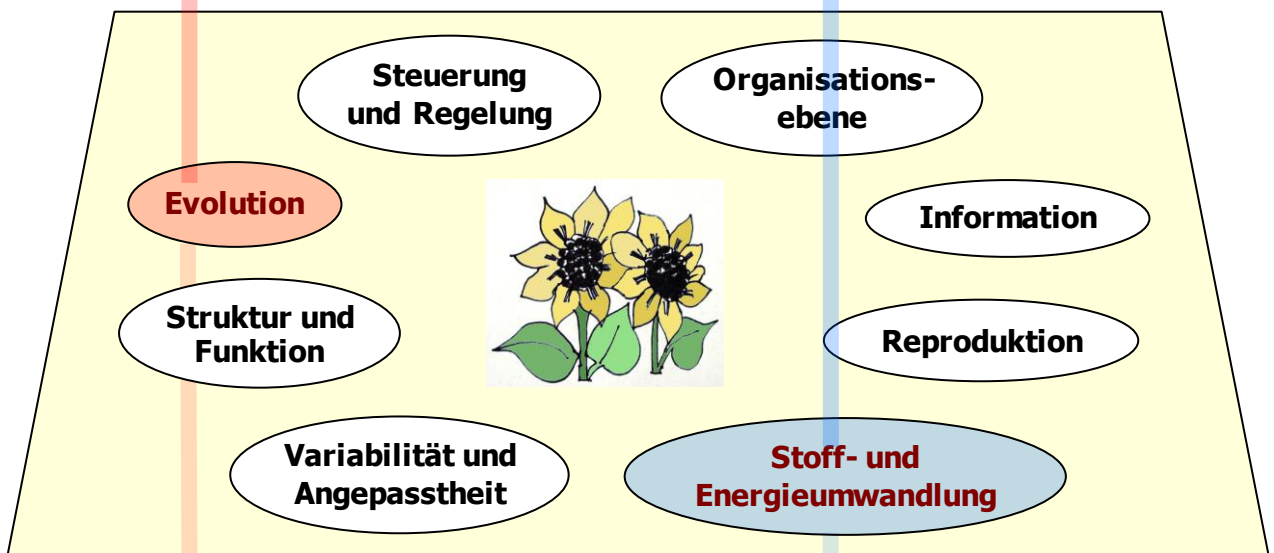 Steuerung
und Regelung
Organisations-
ebene
Evolution
Information
Struktur und
Funktion
Reproduktion
Variabilität und
Angepasstheit
Stoff- und
Energieumwandlung